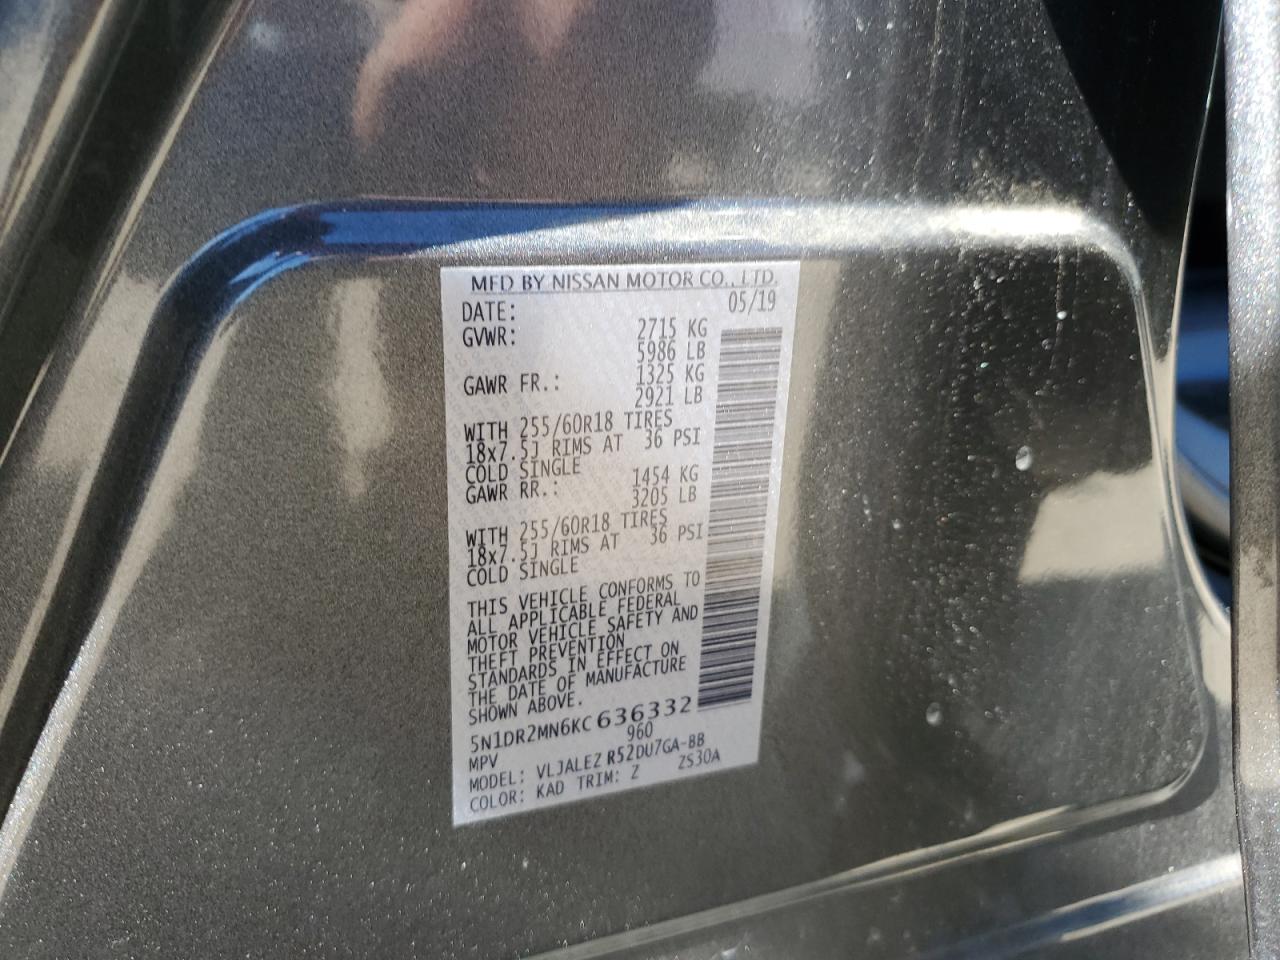 MFD BY NISSAN MOTOR CO., LTD.
DATE: 05/19
GVWR: 2715 KG
5986 LB
GAWR FR.: 1325 KG
2921 LB
WITH 255/60R18 TIRES
18x7.5J RIMS AT 36 PSI
COLD SINGLE
GAWR RR.: 1454 KG
3205 LB
WITH 255/60R18 TIRES
18x7.5J RIMS AT 36 PSI
COLD SINGLE
THIS VEHICLE CONFORMS TO
ALL APPLICABLE FEDERAL
MOTOR VEHICLE SAFETY AND
THEFT PREVENTION
STANDARDS IN EFFECT ON
THE DATE OF MANUFACTURE
SHOWN ABOVE.
5N1DR2MN6KC636332
MPV 960
MODEL: VLJALEZ R52DU7GA-BB
COLOR: KAD TRIM: Z ZS30A